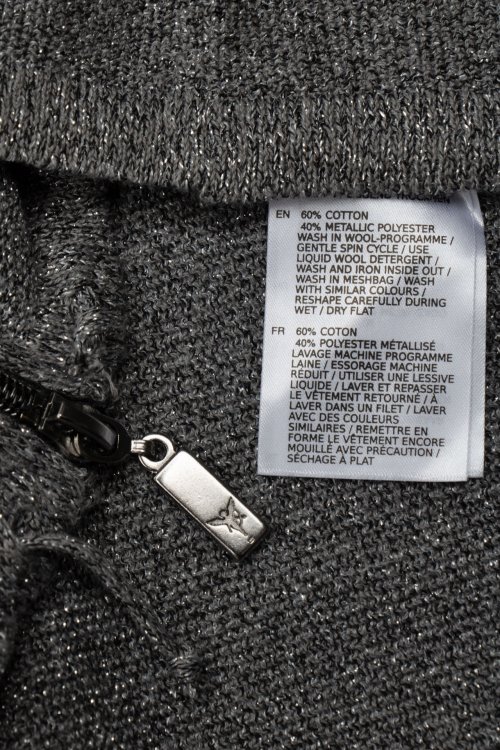 EN 60% COTTON
40% METALLIC POLYESTER
WASH IN WOOL-PROGRAMME /
GENTLE SPIN CYCLE / USE
LIQUID WOOL DETERGENT /
WASH AND IRON INSIDE OUT /
WASH IN MESHBAG / WASH
WITH SIMILAR COLOURS /
RESHAPE CAREFULLY DURING
WET / DRY FLAT
FR 60% COTON
40% POLYESTER MÉTALLISÉ
LAVAGE MACHINE PROGRAMME
LAINE / ESSORAGE MACHINE
RÉDUIT / UTILISER UNE LESSIVE
LIQUIDE / LAVER ET REPASSER
LE VÊTEMENT RETOURNÉ / À
LAVER DANS UN FILET / LAVER
AVEC DES COULEURS
SIMILAIRES / REMETTRE EN
FORME LE VÊTEMENT ENCORE
MOUILLÉ AVEC PRÉCAUTION /
SÉCHAGE À PLAT